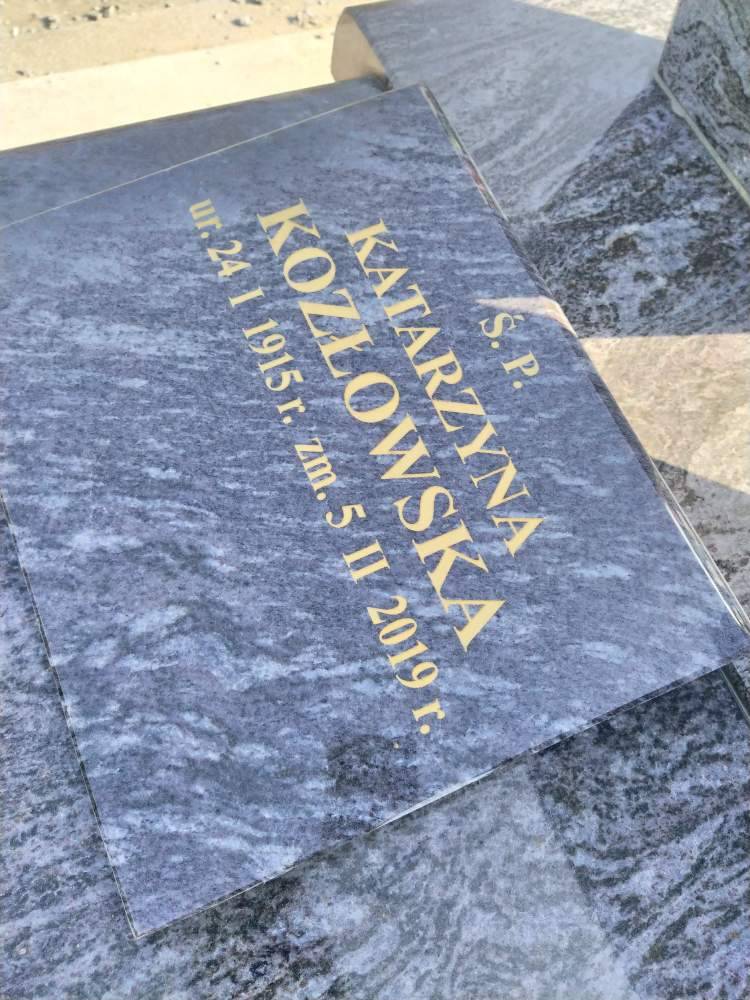 Ś. P.
KATARZYNA
KOZŁOWSKA
ur. 24 I 1915 r. zm. 5 II 2019 r.